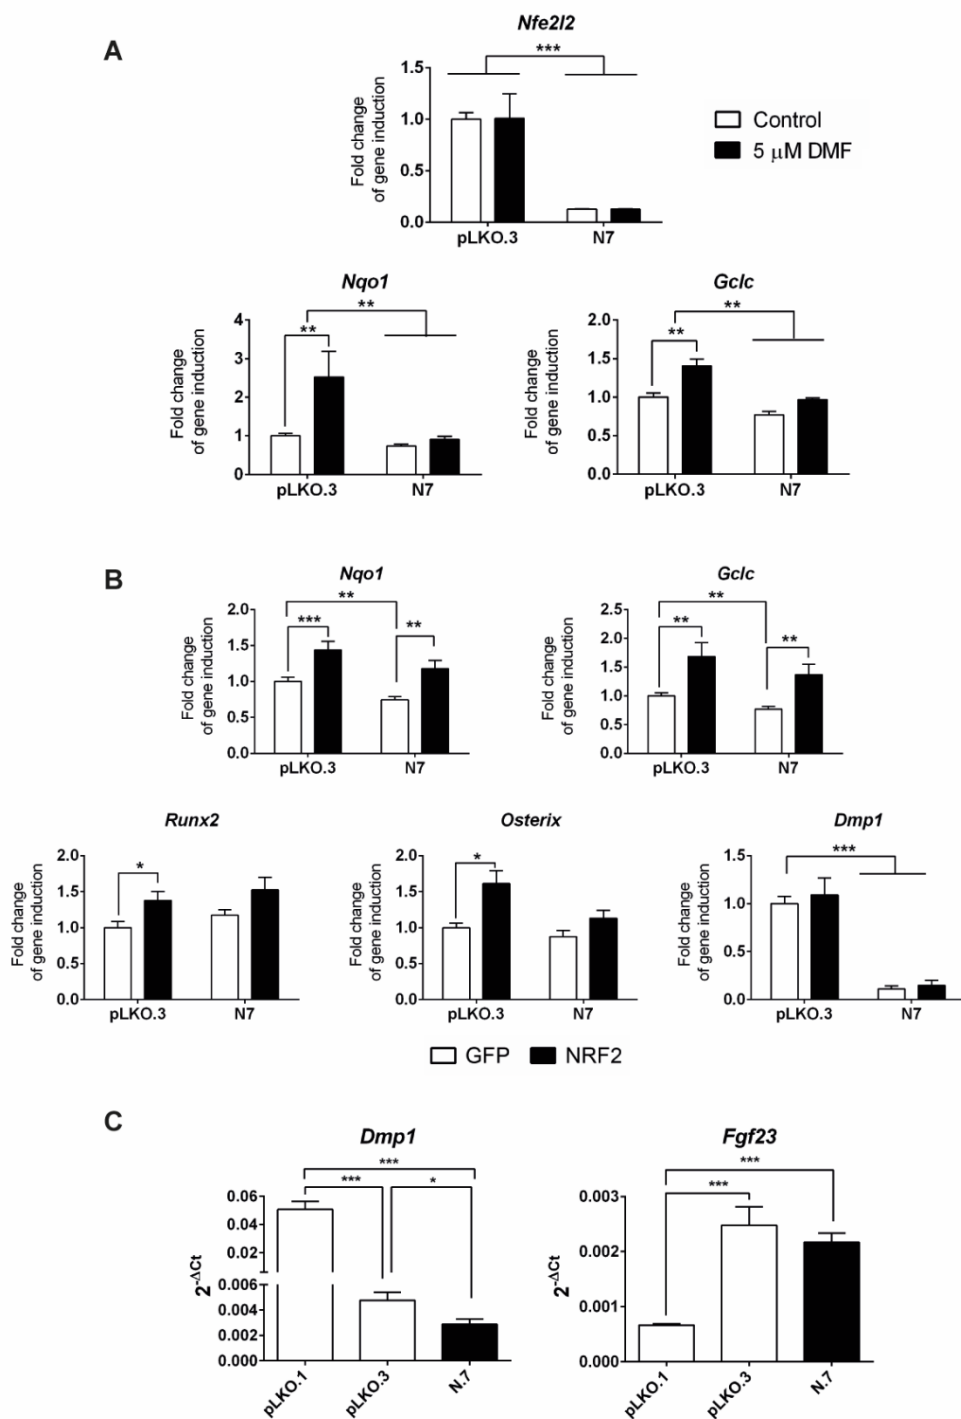 A
Nfe2l2
***
Fold change
of gene induction
1.5
1.0
0.5
0.0
pLKO.3 N7
Control
5 μM DMF
Nqo1
**
**
Fold change
of gene induction
4
3
2
1
0
pLKO.3 N7
Gclc
**
**
Fold change
of gene induction
2.0
1.5
1.0
0.5
0.0
pLKO.3 N7
B
Nqo1
**
***
**
Fold change
of gene induction
2.0
1.5
1.0
0.5
0.0
pLKO.3 N7
Gclc
**
**
**
Fold change
of gene induction
2.5
2.0
1.5
1.0
0.5
0.0
pLKO.3 N7
Runx2
*
Fold change
of gene induction
2.0
1.5
1.0
0.5
0.0
pLKO.3 N7
Osterix
*
Fold change
of gene induction
2.0
1.5
1.0
0.5
0.0
pLKO.3 N7
Dmp1
***
Fold change
of gene induction
1.5
1.0
0.5
0.0
pLKO.3 N7
GFP NRF2
C
Dmp1
***
*** *
2^-ΔCt
0.06
0.04
0.02
0.006
0.004
0.002
0.000
pLKO.1 pLKO.3 N.7
Fgf23
***
***
2^-ΔCt
0.003
0.002
0.001
0.000
pLKO.1 pLKO.3 N.7